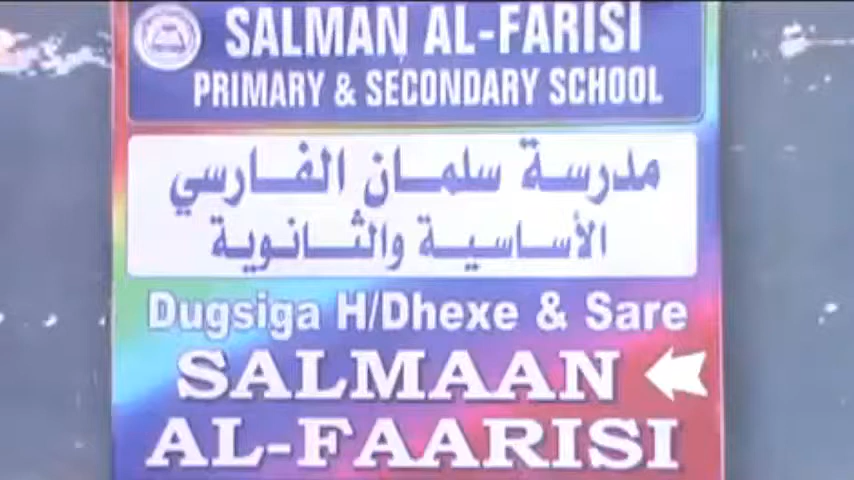 SALMAN AL-FARISI
PRIMARY & SECONDARY SCHOOL
مدرسة سلمان الفارسي
الأساسية والثانوية
Dugsiga H/Dhexe & Sare
SALMAAN
AL-FAARISI